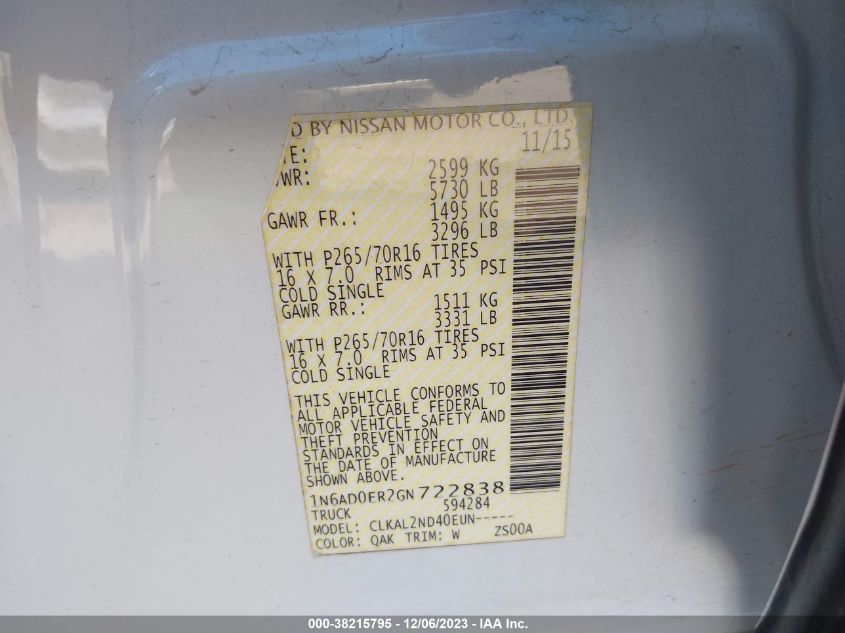 D BY NISSAN MOTOR CO., LTD.
TE: 11/15
VWR: 2599 KG
5730 LB
GAWR FR.: 1495 KG
3296 LB
WITH P265/70R16 TIRES
16 X 7.0 RIMS AT 35 PSI
COLD SINGLE
GAWR RR.: 1511 KG
3331 LB
WITH P265/70R16 TIRES
16 X 7.0 RIMS AT 35 PSI
COLD SINGLE
THIS VEHICLE CONFORMS TO
ALL APPLICABLE FEDERAL
MOTOR VEHICLE SAFETY AND
THEFT PREVENTION
STANDARDS IN EFFECT ON
THE DATE OF MANUFACTURE
SHOWN ABOVE.
1N6AD0ER2GN722838
TRUCK 594284
MODEL: CLKAL2ND40EUN-----
COLOR: QAK TRIM: W ZS00A
000-38215795 - 12/06/2023 - IAA Inc.